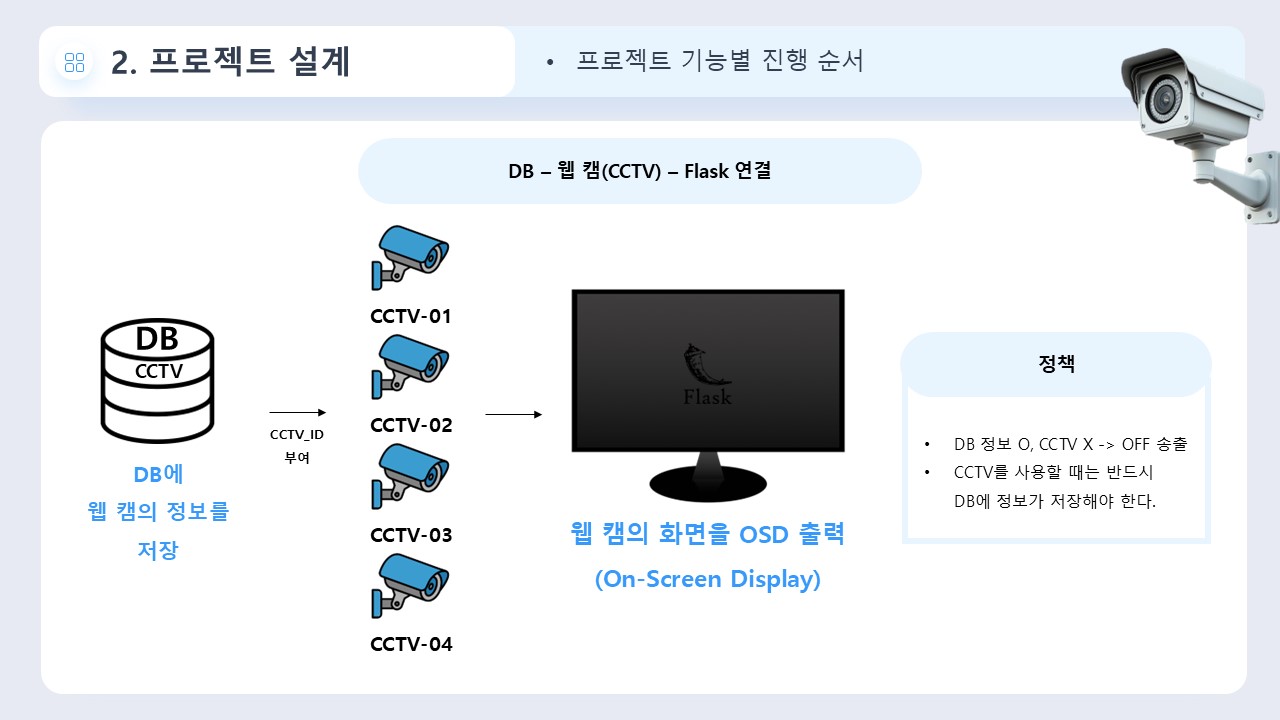 2. 프로젝트 설계
• 프로젝트 기능별 진행 순서
DB – 웹 캠(CCTV) – Flask 연결
DB
CCTV
DB에
웹 캠의 정보를
저장
CCTV_ID
부여
CCTV-01
CCTV-02
CCTV-03
CCTV-04
Flask
웹 캠의 화면을 OSD 출력
(On-Screen Display)
정책
• DB 정보 O, CCTV X -> OFF 송출
• CCTV를 사용할 때는 반드시
DB에 정보가 저장해야 한다.